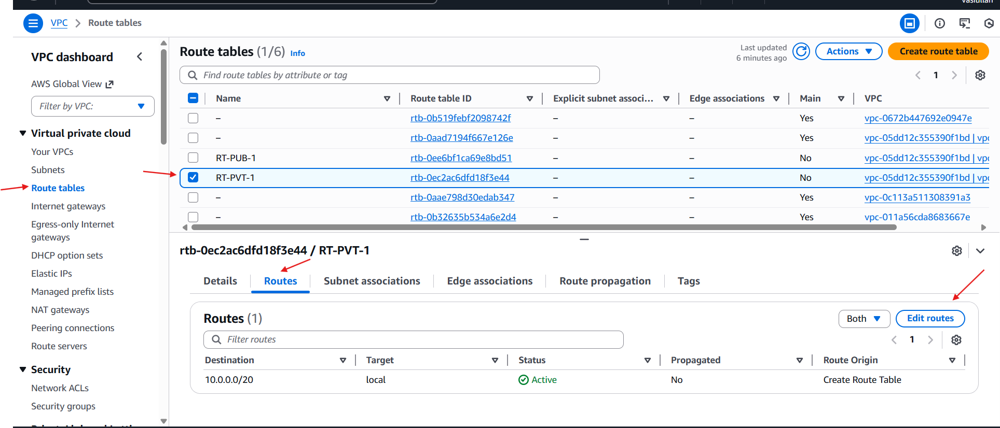 VPC > Route tables
VPC dashboard
AWS Global View
Filter by VPC:
Virtual private cloud
Your VPCs
Subnets
Route tables
Internet gateways
Egress-only Internet
gateways
DHCP option sets
Elastic IPs
Managed prefix lists
NAT gateways
Peering connections
Route servers
Security
Network ACLs
Security groups
Route tables (1/6) Info
Last updated
6 minutes ago
Actions
Create route table
Find route tables by attribute or tag
1
Name Route table ID Explicit subnet associ... Edge associations Main VPC
– rtb-0b519febf2098742f – – Yes vpc-0672b447692e0947e
– rtb-0aad7194f667e126e – – Yes vpc-05dd12c355390f1bd | vpc
RT-PUB-1 rtb-0ee6bf1ca69e8bd51 – – No vpc-05dd12c355390f1bd | vpc
RT-PVT-1 rtb-0ec2ac6dfd18f3e44 – – No vpc-05dd12c355390f1bd | vpc
– rtb-0aae798d30edab347 – – Yes vpc-0c113a511308391a3
– rtb-0b32635b534a6e2d4 – – Yes vpc-011a56cda8683667e
rtb-0ec2ac6dfd18f3e44 / RT-PVT-1
Details Routes Subnet associations Edge associations Route propagation Tags
Routes (1)
Both
Edit routes
Filter routes
1
Destination Target Status Propagated Route Origin
10.0.0.0/20 local Active No Create Route Table